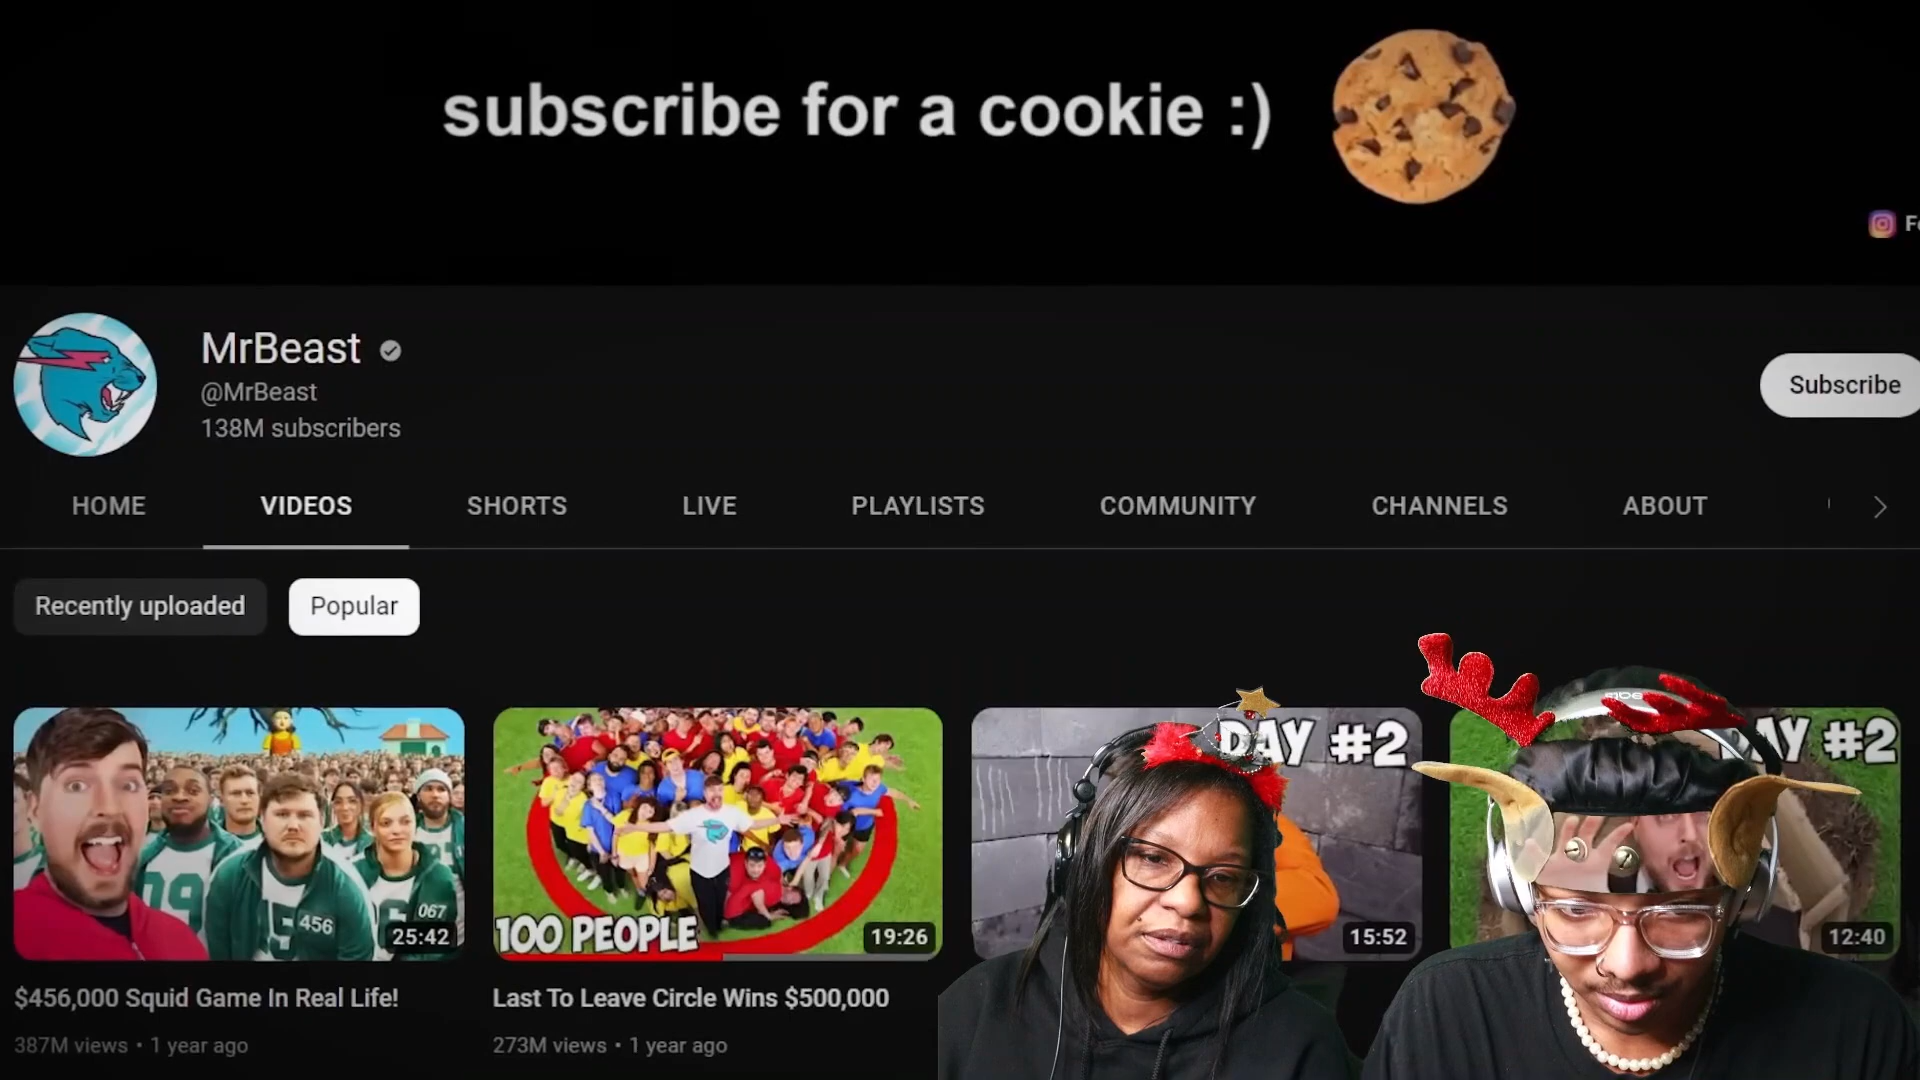 subscribe for a cookie :)
MrBeast
@MrBeast
138M subscribers
Subscribe
HOME VIDEOS SHORTS LIVE PLAYLISTS COMMUNITY CHANNELS ABOUT
Recently uploaded Popular
DAY #2
DAY #2
456
067
25:42
100 PEOPLE
19:26
15:52
12:40
$456,000 Squid Game In Real Life!
Last To Leave Circle Wins $500,000
387M views • 1 year ago
273M views • 1 year ago